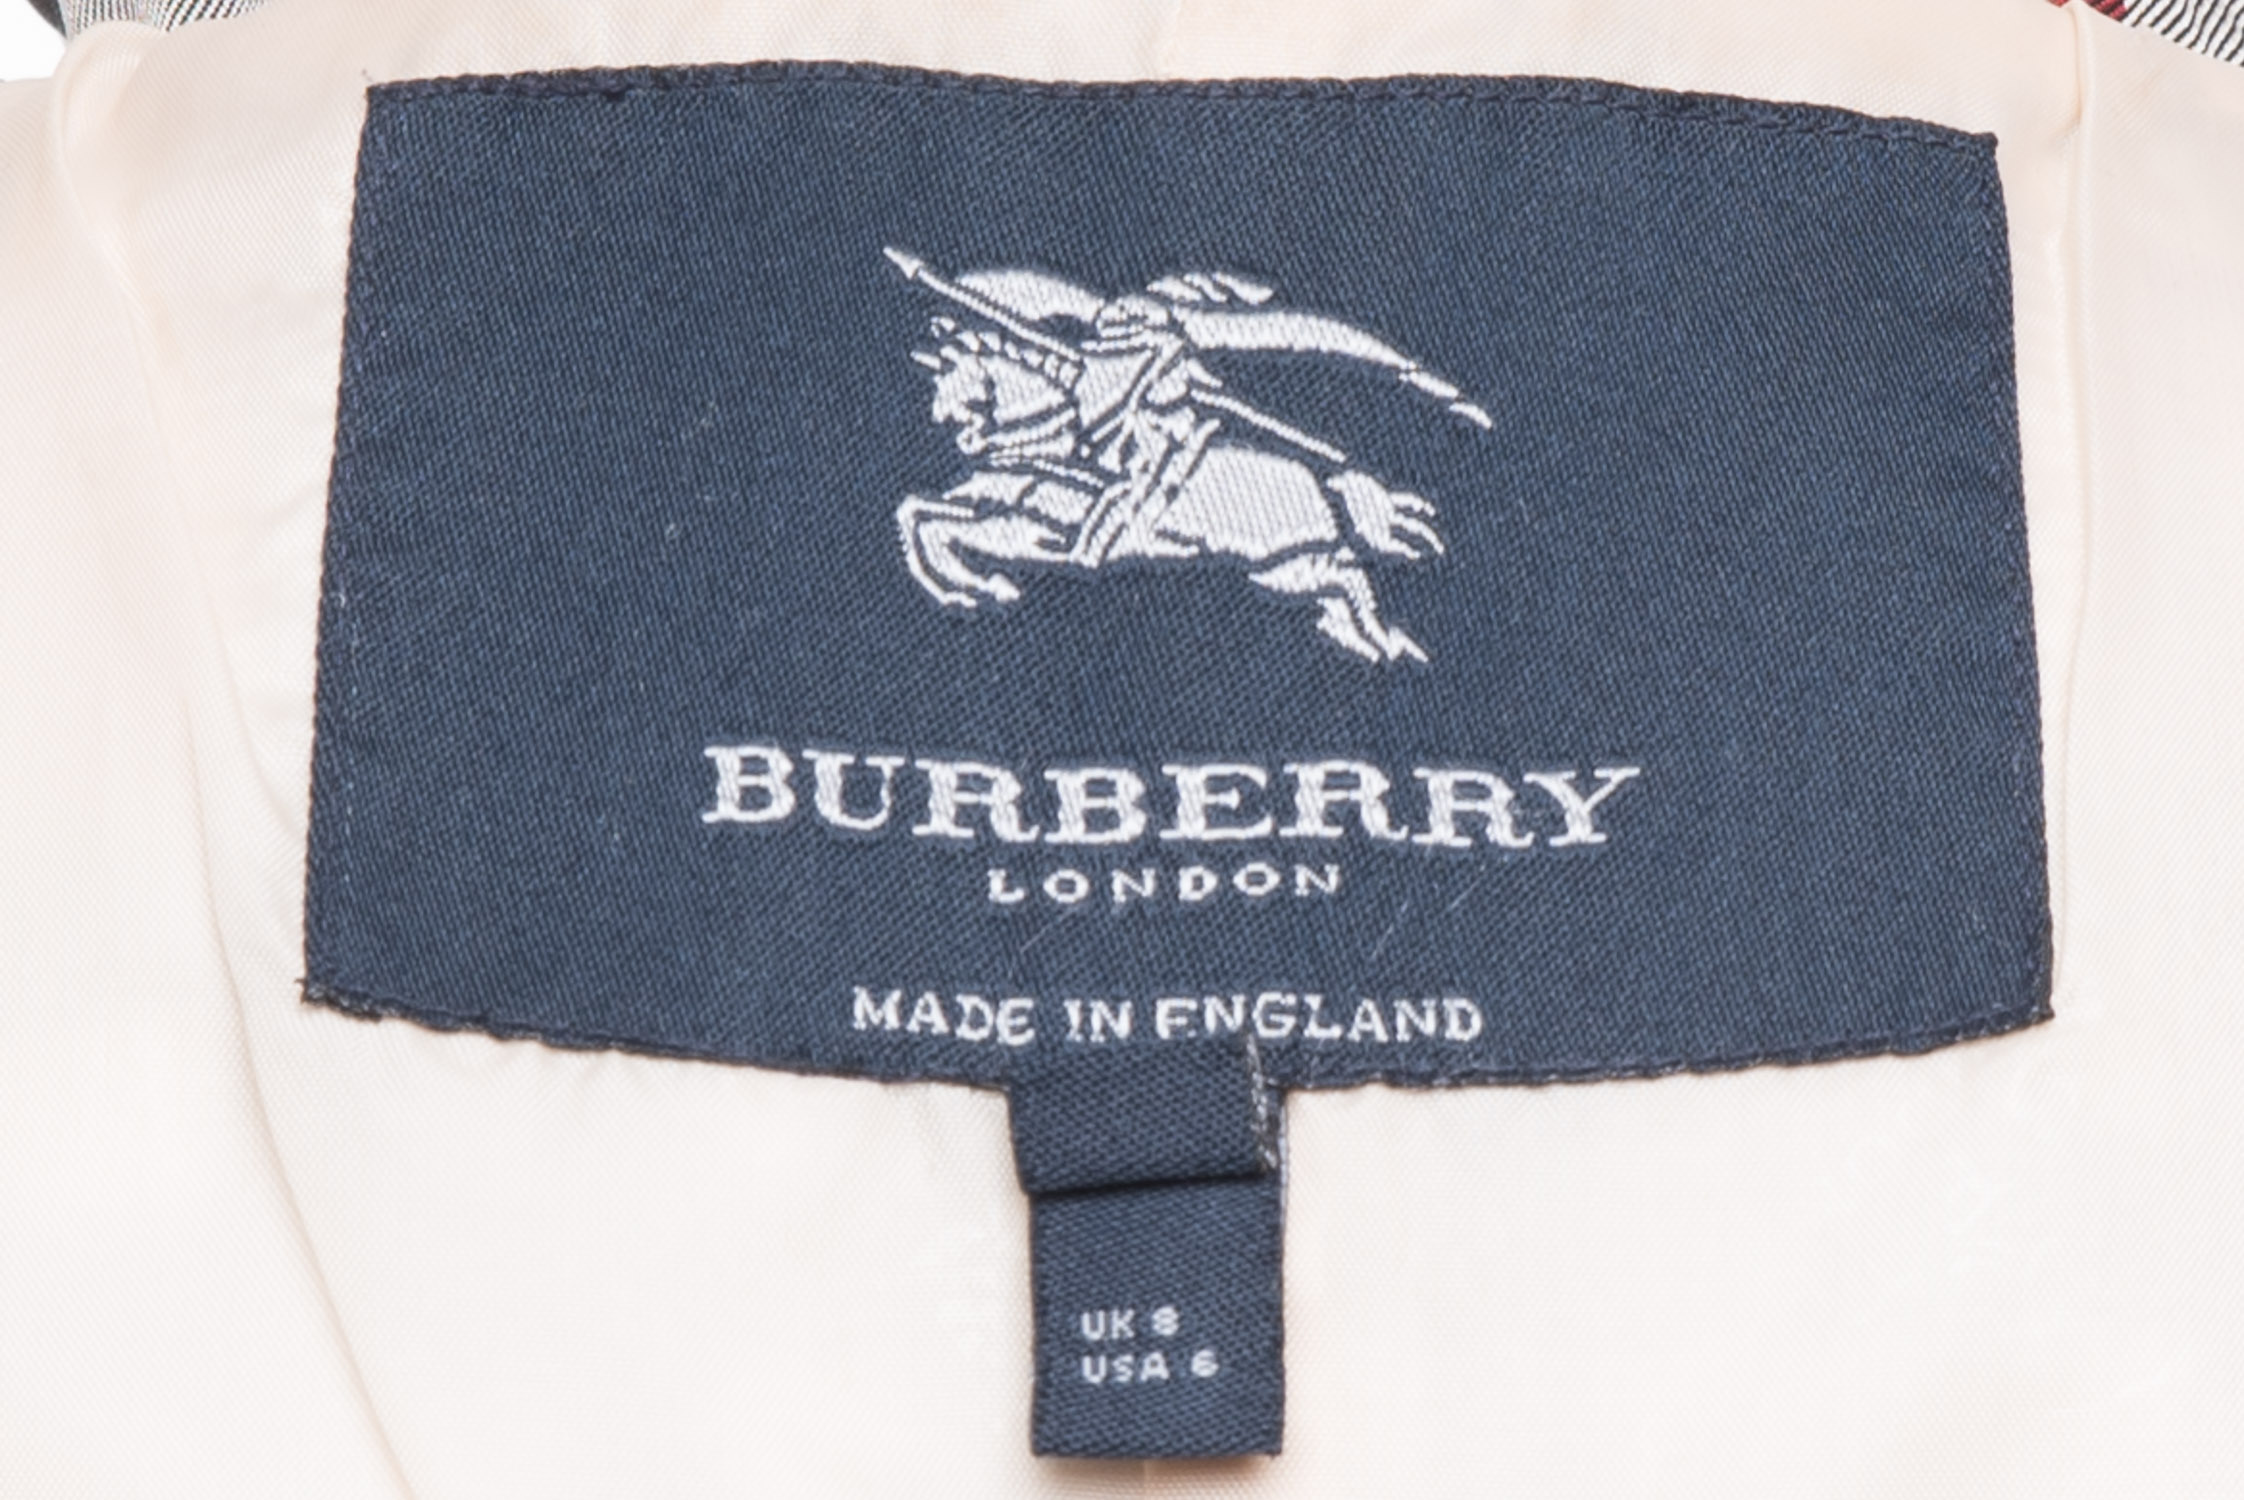 BURBERRY
LONDON
MADE IN ENGLAND
UK 8
USA 6